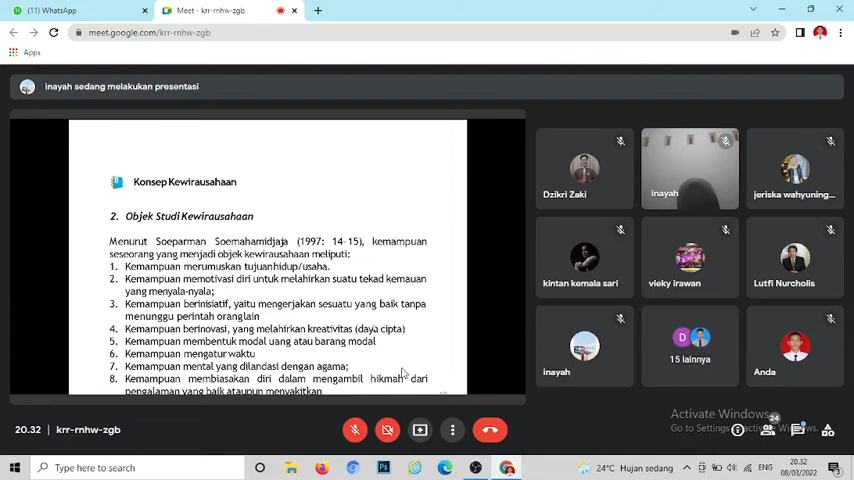 (11) WhatsApp
Meet - krr-rnhw-zgb
meet.google.com/krr-rnhw-zgb
Apps
inayah sedang melakukan presentasi
Konsep Kewirausahaan
2. Objek Studi Kewirausahaan
Menurut Soeparman Soemahamidjaja (1997: 14-15), kemampuan
seseorang yang menjadi objek kewirausahaan meliputi:
1. Kemampuan merumuskan tujuanhidup/usaha.
2. Kemampuan memotivasi diri untuk melahirkan suatu tekad kemauan
yang menyala-nyala;
3. Kemampuan berinisiatif, yaitu mengerjakan sesuatu yang baik tanpa
menunggu perintah oranglain
4. Kemampuan berinovasi, yang melahirkan kreativitas (daya cipta)
5. Kemampuan membentuk modal uang atau barang modal
6. Kemampuan mengatur waktu
7. Kemampuan mental yang dilandasi dengan agama;
8. Kemampuan membiasakan diri dalam mengambil hikmah dari
pengalaman yang baik ataupun menyakitkan
Dzikri Zaki
inayah
jeriska wahyuning...
kintan kemala sari
vieky irawan
Lutfi Nurcholis
inayah
D
15 lainnya
Anda
Activate Windows
Go to Settings to activate Windows.
20.32
krr-rnhw-zgb
24
Type here to search
24°C Hujan sedang
ENG
20.32
08/03/2022